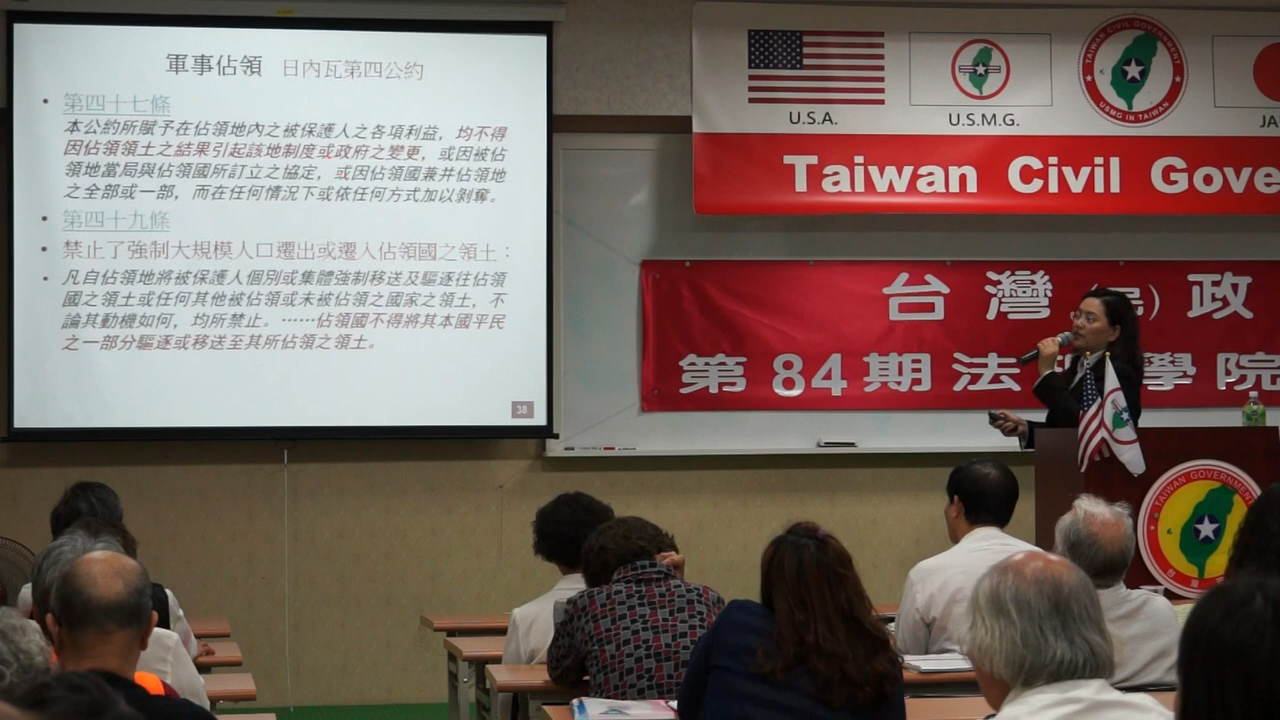 軍事佔領 日內瓦第四公約
• 第四十七條
本公約所賦予在佔領地內之被保護人之各項利益，均不得
因佔領領土之結果引起該地制度或政府之變更，或因被佔
領地當局與佔領國所訂立之協定，或因佔領國兼并佔領地
之全部或一部，而在任何情況下或依任何方式加以剝奪。
• 第四十九條
• 禁止了強制大規模人口遷出或遷入佔領國之領土：
• 凡自佔領地將被保護人個別或集體強制移送及驅逐往佔領
國之領土或任何其他被佔領或未被佔領之國家之領土，不
論其動機如何，均所禁止。……佔領國不得將其本國平民
之一部分驅逐或移送至其所佔領之領土。
38
TAIWAN CIVIL GOVERNMENT
USMG IN TAIWAN
U.S.A.
U.S.M.G.
JA
Taiwan Civil Gove
台灣 民）政
第84期法 學院
TAIWAN GOVERNMENT